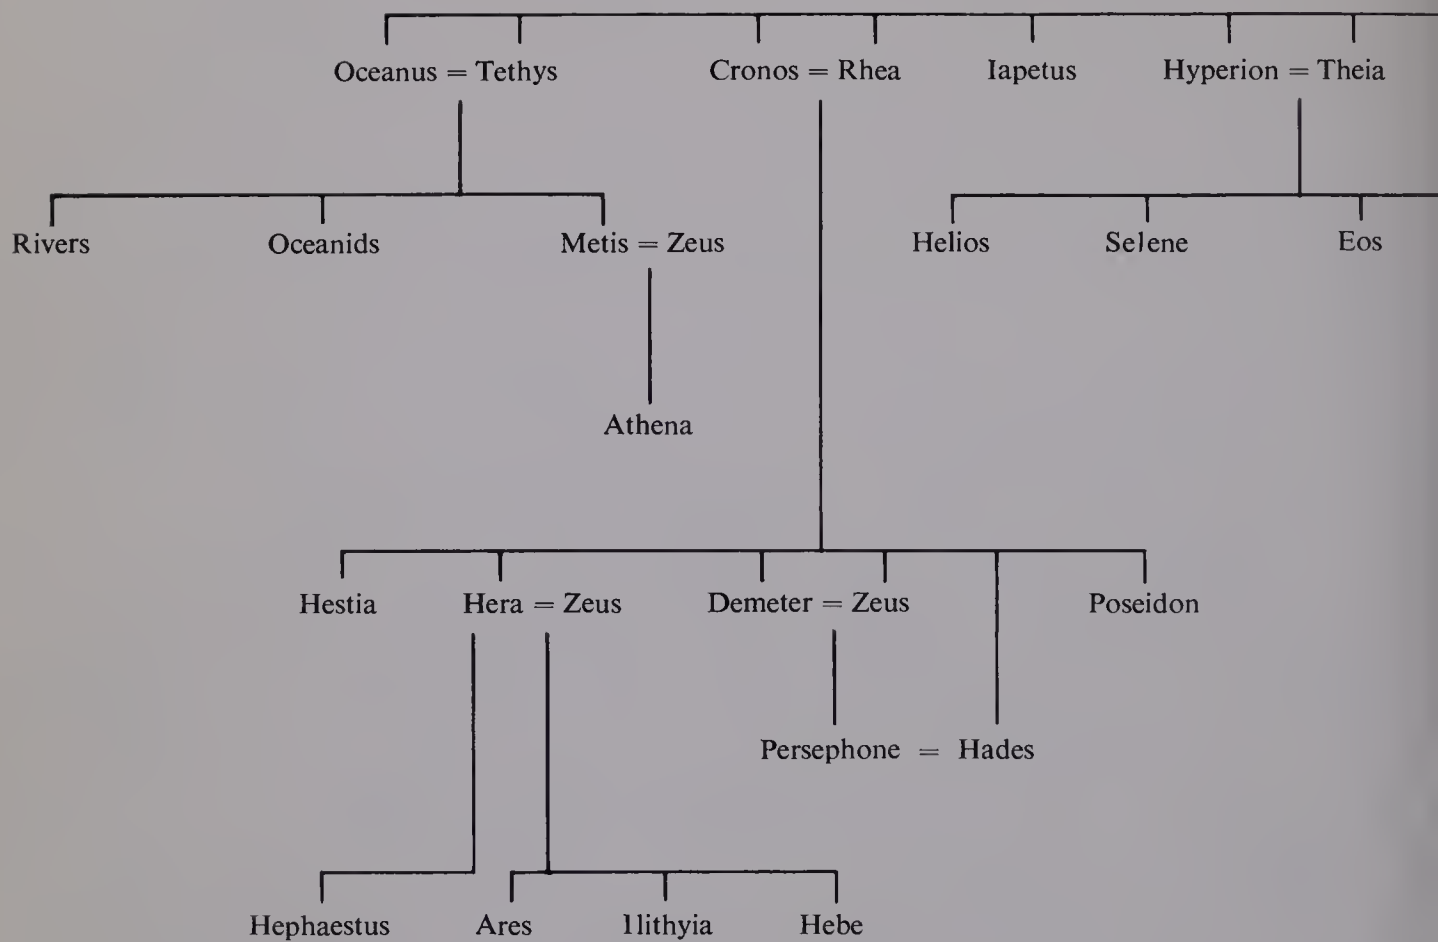 Oceanus = Tethys Cronos = Rhea Iapetus Hyperion = Theia
Rivers Oceanids Metis = Zeus Helios Selene Eos
Athena
Hestia Hera = Zeus Demeter = Zeus Poseidon
Persephone = Hades
Hephaestus Ares Ilithyia Hebe